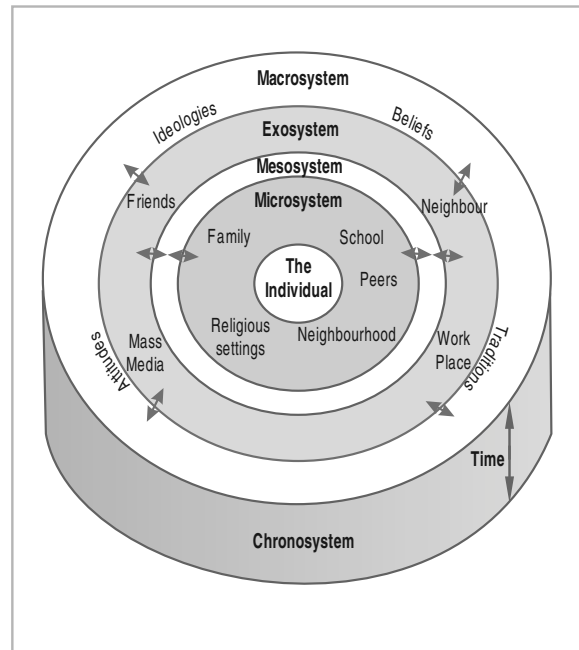 Macrosystem
Ideologies
Beliefs
Exosystem
Mesosystem
Friends
Microsystem
Neighbour
Family
School
The
Individual
Peers
Religious
settings
Neighbourhood
Mass
Media
Work
Place
Attitudes
Traditions
Time
Chronosystem